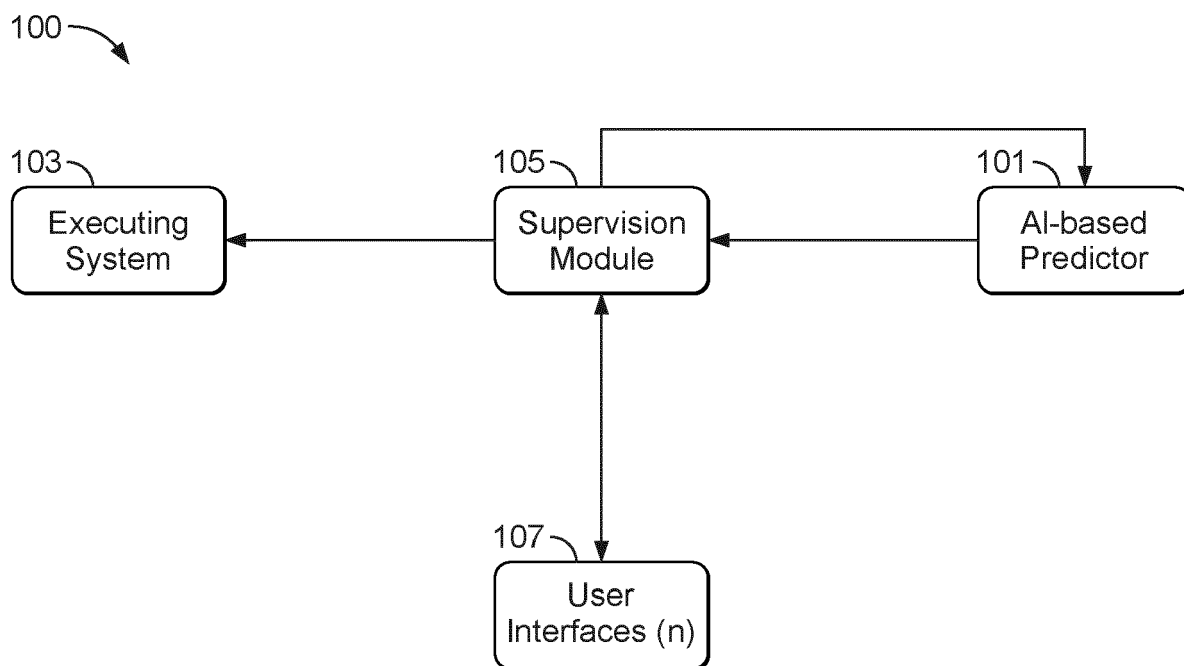 100
103
105
101
Executing
System
Supervision
Module
AI-based
Predictor
107
User
Interfaces (n)